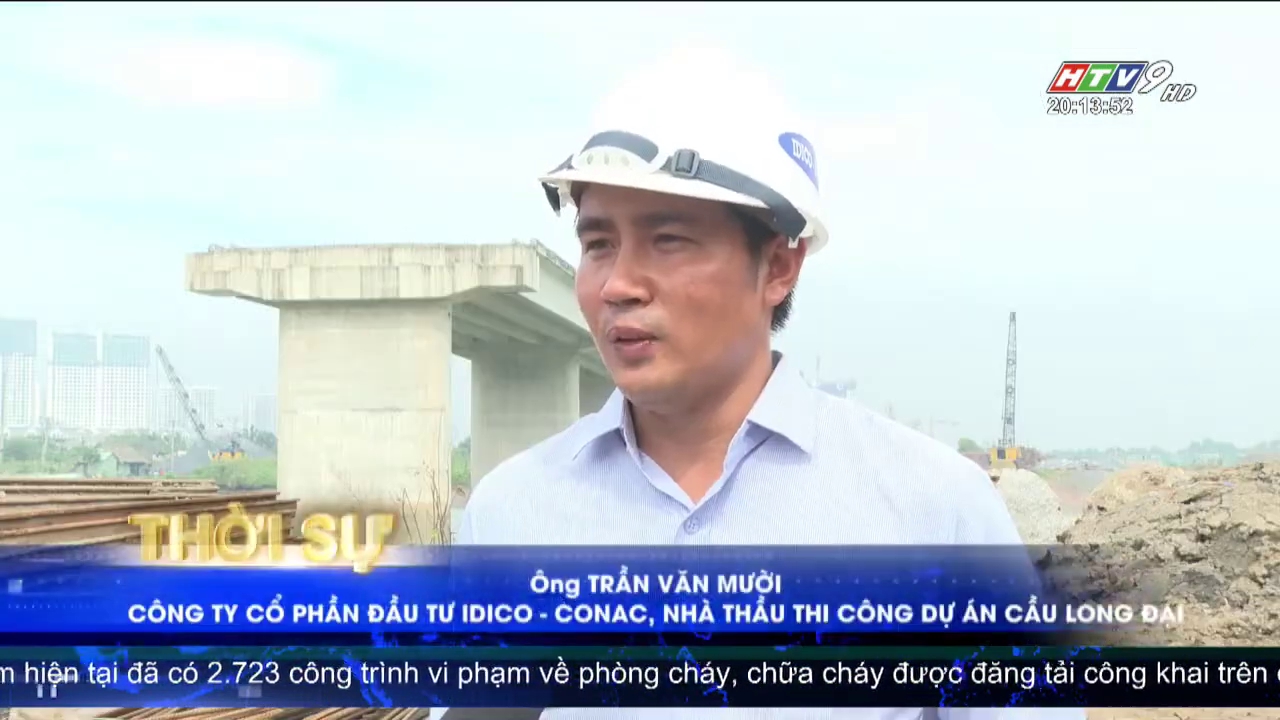 HTV9 HD
20:13:52
IDICO
THỜI SỰ
Ông TRẦN VĂN MƯỜI
CÔNG TY CỔ PHẦN ĐẦU TƯ IDICO - CONAC, NHÀ THẦU THI CÔNG DỰ ÁN CẦU LONG ĐẠI
hiện tại đã có 2.723 công trình vi phạm về phòng cháy, chữa cháy được đăng tải công khai trên